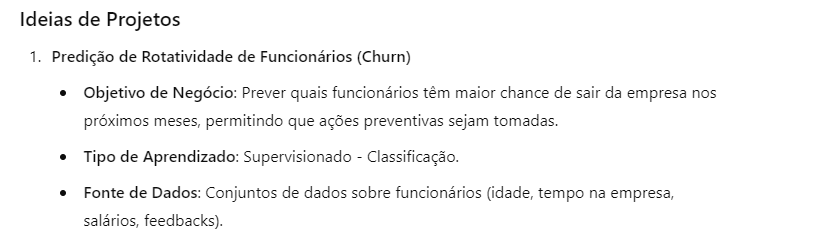 Ideias de Projetos
1. Predição de Rotatividade de Funcionários (Churn)
• Objetivo de Negócio: Prever quais funcionários têm maior chance de sair da empresa nos
próximos meses, permitindo que ações preventivas sejam tomadas.
• Tipo de Aprendizado: Supervisionado - Classificação.
• Fonte de Dados: Conjuntos de dados sobre funcionários (idade, tempo na empresa,
salários, feedbacks).